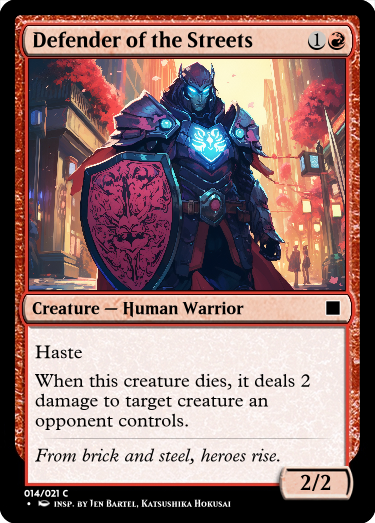 Defender of the Streets 1
Creature — Human Warrior
Haste
When this creature dies, it deals 2
damage to target creature an
opponent controls.
From brick and steel, heroes rise.
2/2
014/021 C
• INSP. BY JEN BARTEL, KATSUSHIKA HOKUSAI